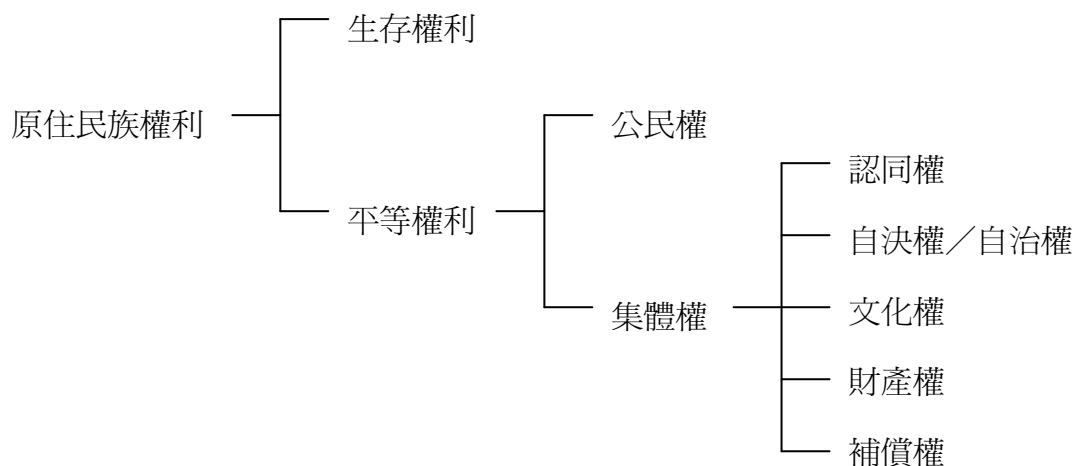 生存權利
原住民族權利
公民權
認同權
平等權利
自決權／自治權
集體權
文化權
財產權
補償權